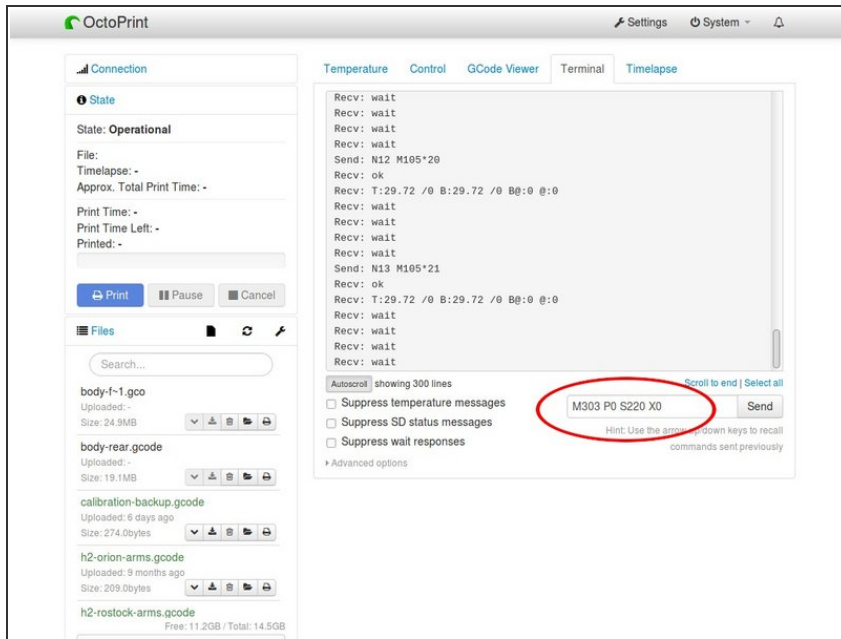 OctoPrint
Settings
System
Connection
State
State: Operational
File:
Timelapse: -
Approx. Total Print Time: -
Print Time: -
Print Time Left: -
Printed: -
Print
Pause
Cancel
Files
Search...
body-f~1.gco
Uploaded: -
Size: 24.9MB
body-rear.gcode
Uploaded: -
Size: 19.1MB
calibration-backup.gcode
Uploaded: 6 days ago
Size: 274.0bytes
h2-orion-arms.gcode
Uploaded: 9 months ago
Size: 209.0bytes
h2-rostock-arms.gcode
Free: 11.2GB / Total: 14.5GB
Temperature
Control
GCode Viewer
Terminal
Timelapse
Recv: wait
Recv: wait
Recv: wait
Recv: wait
Send: N12 M105*20
Recv: ok
Recv: T:29.72 /0 B:29.72 /0 B@:0 @:0
Recv: wait
Recv: wait
Recv: wait
Recv: wait
Send: N13 M105*21
Recv: ok
Recv: T:29.72 /0 B:29.72 /0 B@:0 @:0
Recv: wait
Recv: wait
Recv: wait
Recv: wait
Autoscroll showing 300 lines
Scroll to end | Select all
Suppress temperature messages
Suppress SD status messages
Suppress wait responses
Advanced options
M303 P0 S220 X0
Send
Hint: Use the arrow up down keys to recall
commands sent previously